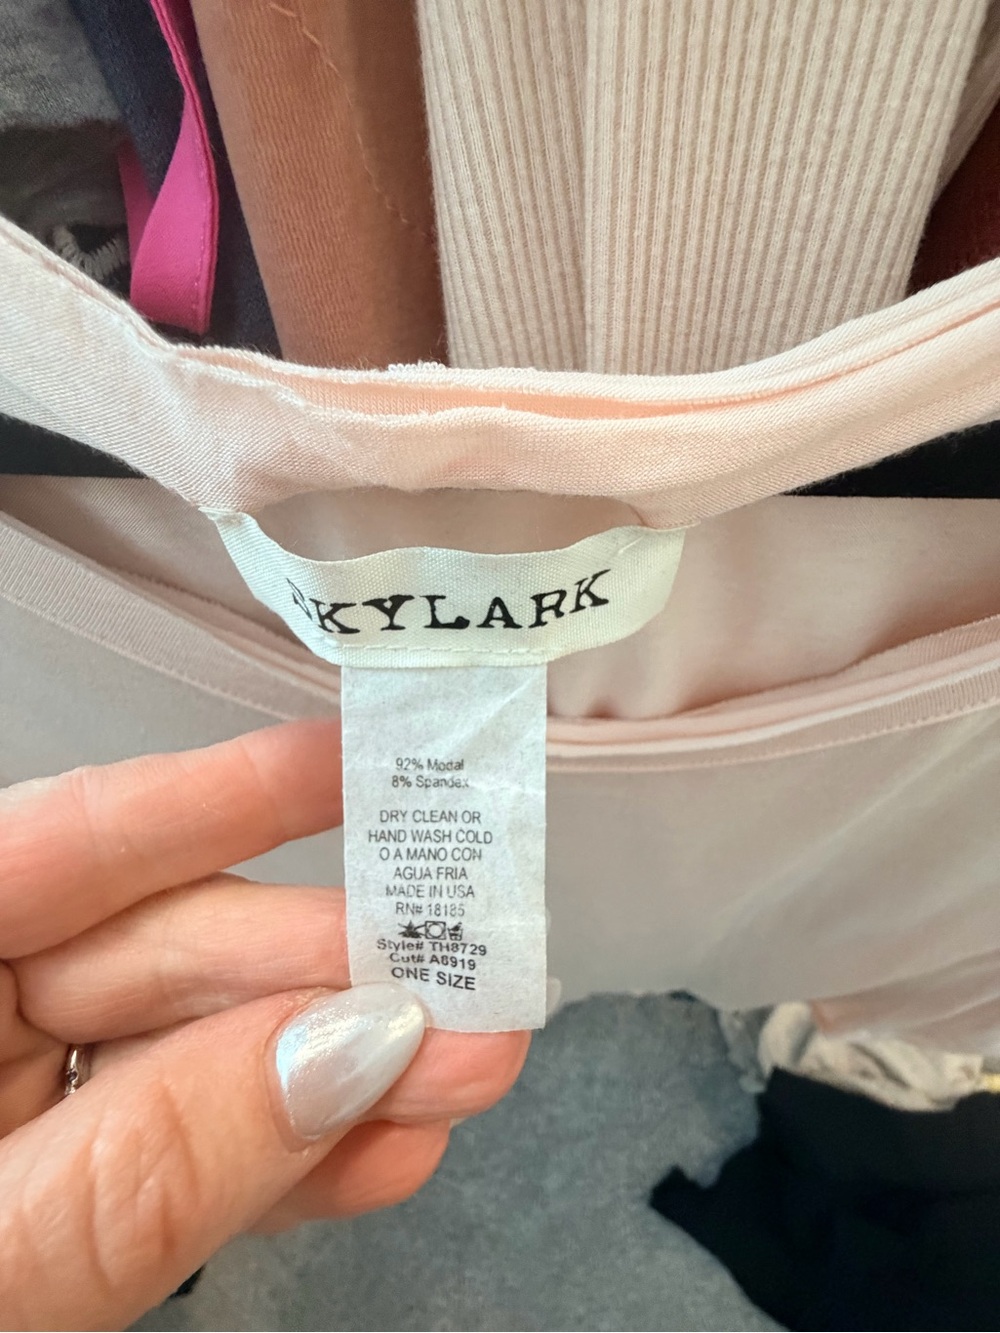 SKYLARK
92% Modal
8% Spandex
DRY CLEAN OR
HAND WASH COLD
O A MANO CON
AGUA FRIA
MADE IN USA
RN# 18185
Style# TH8729
Cut# A8919
ONE SIZE